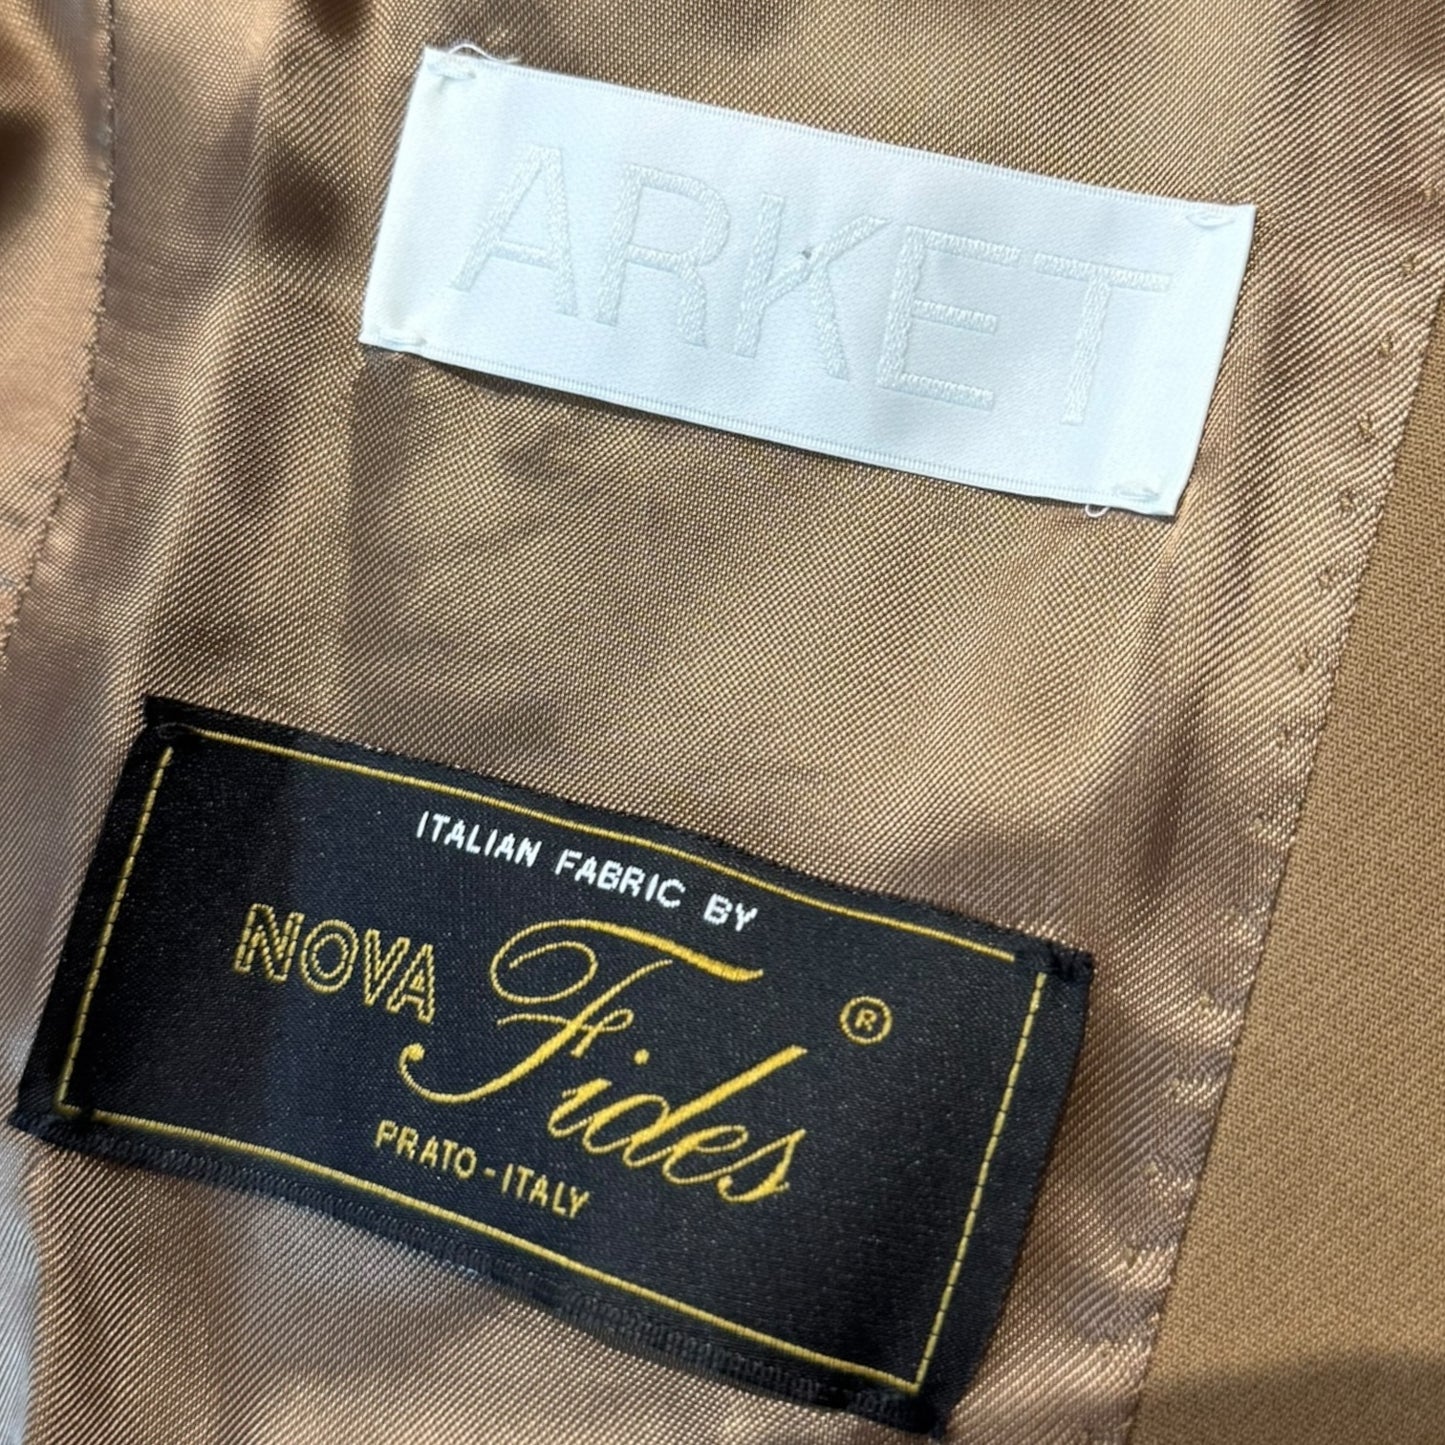 ARKET
ITALIAN FABRIC BY
NOVA Fides ®
PRATO - ITALY